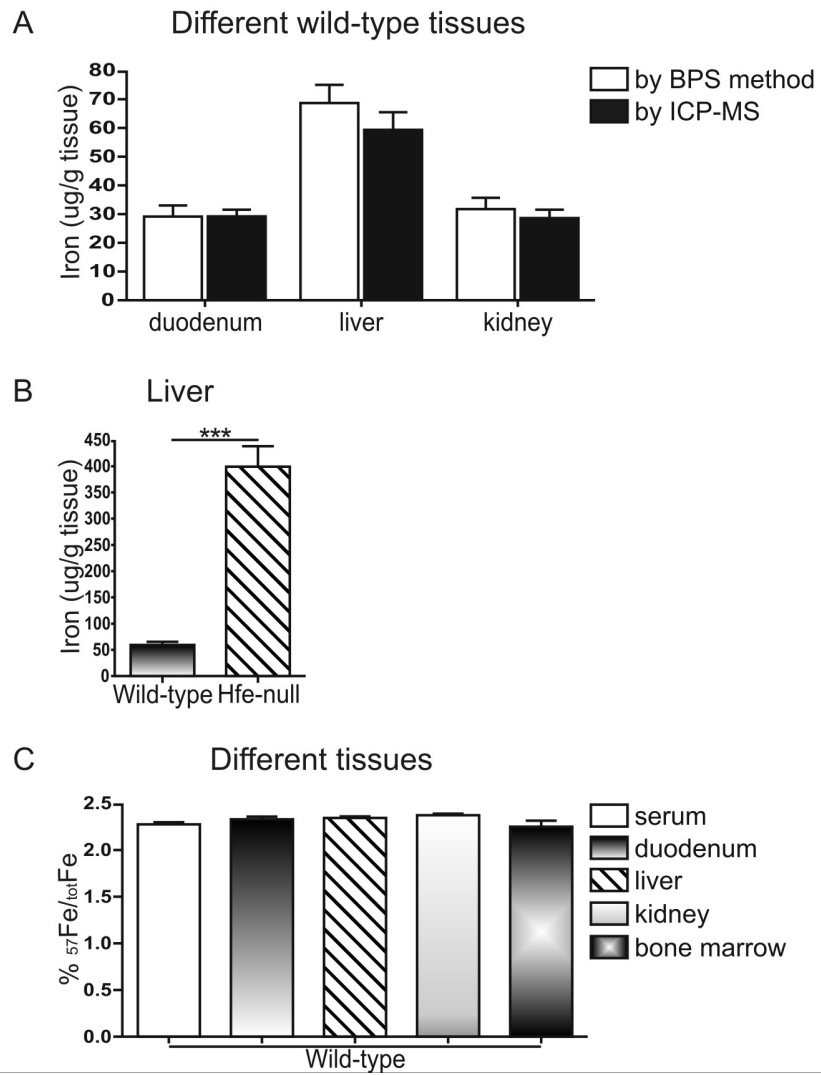 A
Different wild-type tissues
Iron (ug/g tissue)
80
70
60
50
40
30
20
10
0
duodenum liver kidney
by BPS method
by ICP-MS
B
Liver
Iron (ug/g tissue)
450
400
350
300
250
200
150
100
50
0
***
Wild-type Hfe-null
C
Different tissues
% 57Fe/totFe
2.5
2.0
1.5
1.0
0.5
0.0
Wild-type
serum
duodenum
liver
kidney
bone marrow